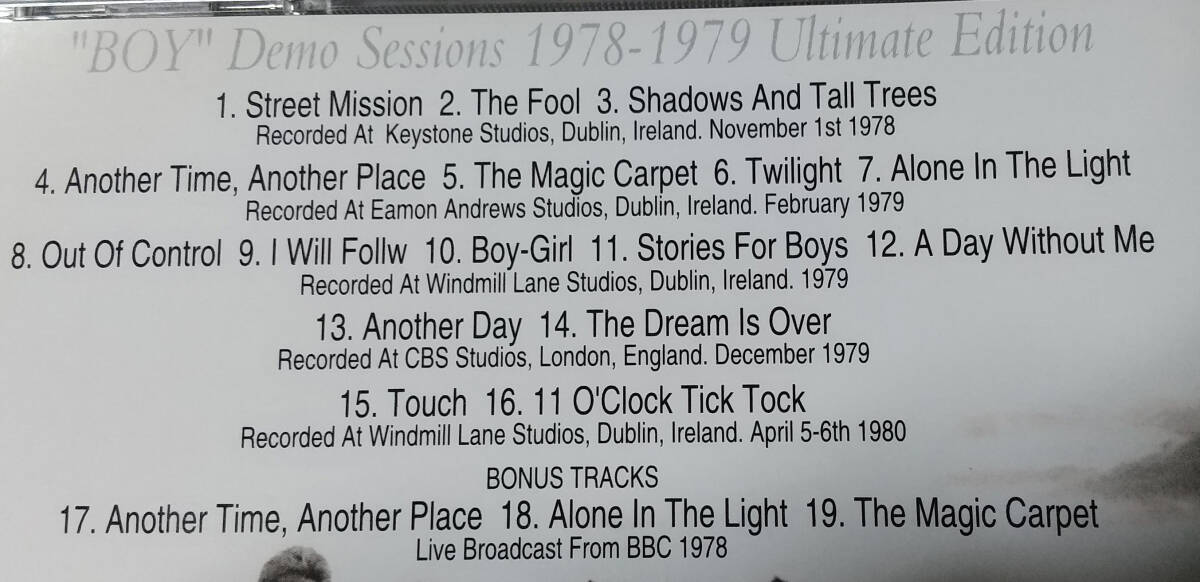 "BOY" Demo Sessions 1978-1979 Ultimate Edition
1. Street Mission 2. The Fool 3. Shadows And Tall Trees
Recorded At Keystone Studios, Dublin, Ireland. November 1st 1978
4. Another Time, Another Place 5. The Magic Carpet 6. Twilight 7. Alone In The Light
Recorded At Eamon Andrews Studios, Dublin, Ireland. February 1979
8. Out Of Control 9. I Will Follw 10. Boy-Girl 11. Stories For Boys 12. A Day Without Me
Recorded At Windmill Lane Studios, Dublin, Ireland. 1979
13. Another Day 14. The Dream Is Over
Recorded At CBS Studios, London, England. December 1979
15. Touch 16. 11 O'Clock Tick Tock
Recorded At Windmill Lane Studios, Dublin, Ireland. April 5-6th 1980
BONUS TRACKS
17. Another Time, Another Place 18. Alone In The Light 19. The Magic Carpet
Live Broadcast From BBC 1978